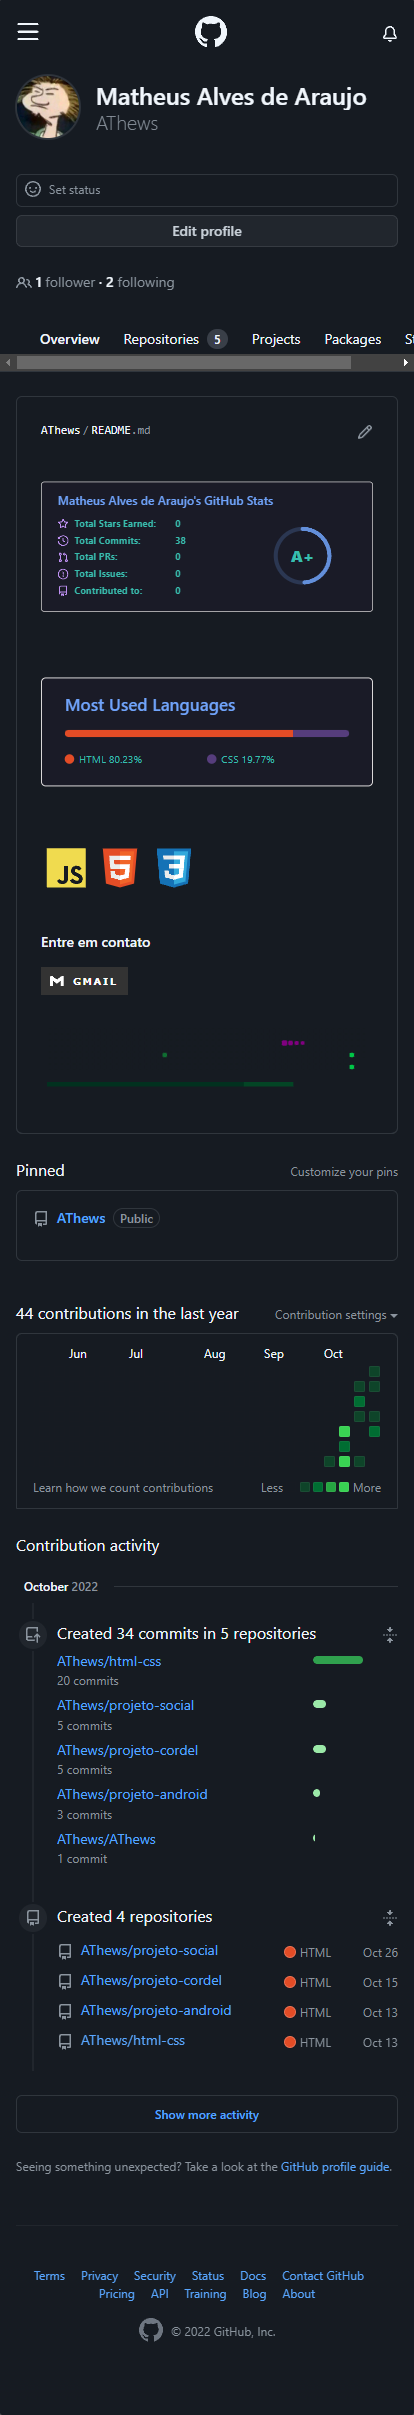 Matheus Alves de Araujo
AThews
Set status
Edit profile
1 follower · 2 following
Overview Repositories 5 Projects Packages
AThews / README.md
Matheus Alves de Araujo's GitHub Stats
Total Stars Earned: 0
Total Commits: 38
Total PRs: 0
Total Issues: 0
Contributed to: 0
A+
Most Used Languages
HTML 80.23% CSS 19.77%
JS 5 3
Entre em contato
GMAIL
Pinned Customize your pins
AThews Public
44 contributions in the last year Contribution settings
Jun Jul Aug Sep Oct
Learn how we count contributions Less More
Contribution activity
October 2022
Created 34 commits in 5 repositories
AThews/html-css
20 commits
AThews/projeto-social
5 commits
AThews/projeto-cordel
5 commits
AThews/projeto-android
3 commits
AThews/AThews
1 commit
Created 4 repositories
AThews/projeto-social HTML Oct 26
AThews/projeto-cordel HTML Oct 15
AThews/projeto-android HTML Oct 13
AThews/html-css HTML Oct 13
Show more activity
Seeing something unexpected? Take a look at the GitHub profile guide.
Terms Privacy Security Status Docs Contact GitHub
Pricing API Training Blog About
© 2022 GitHub, Inc.